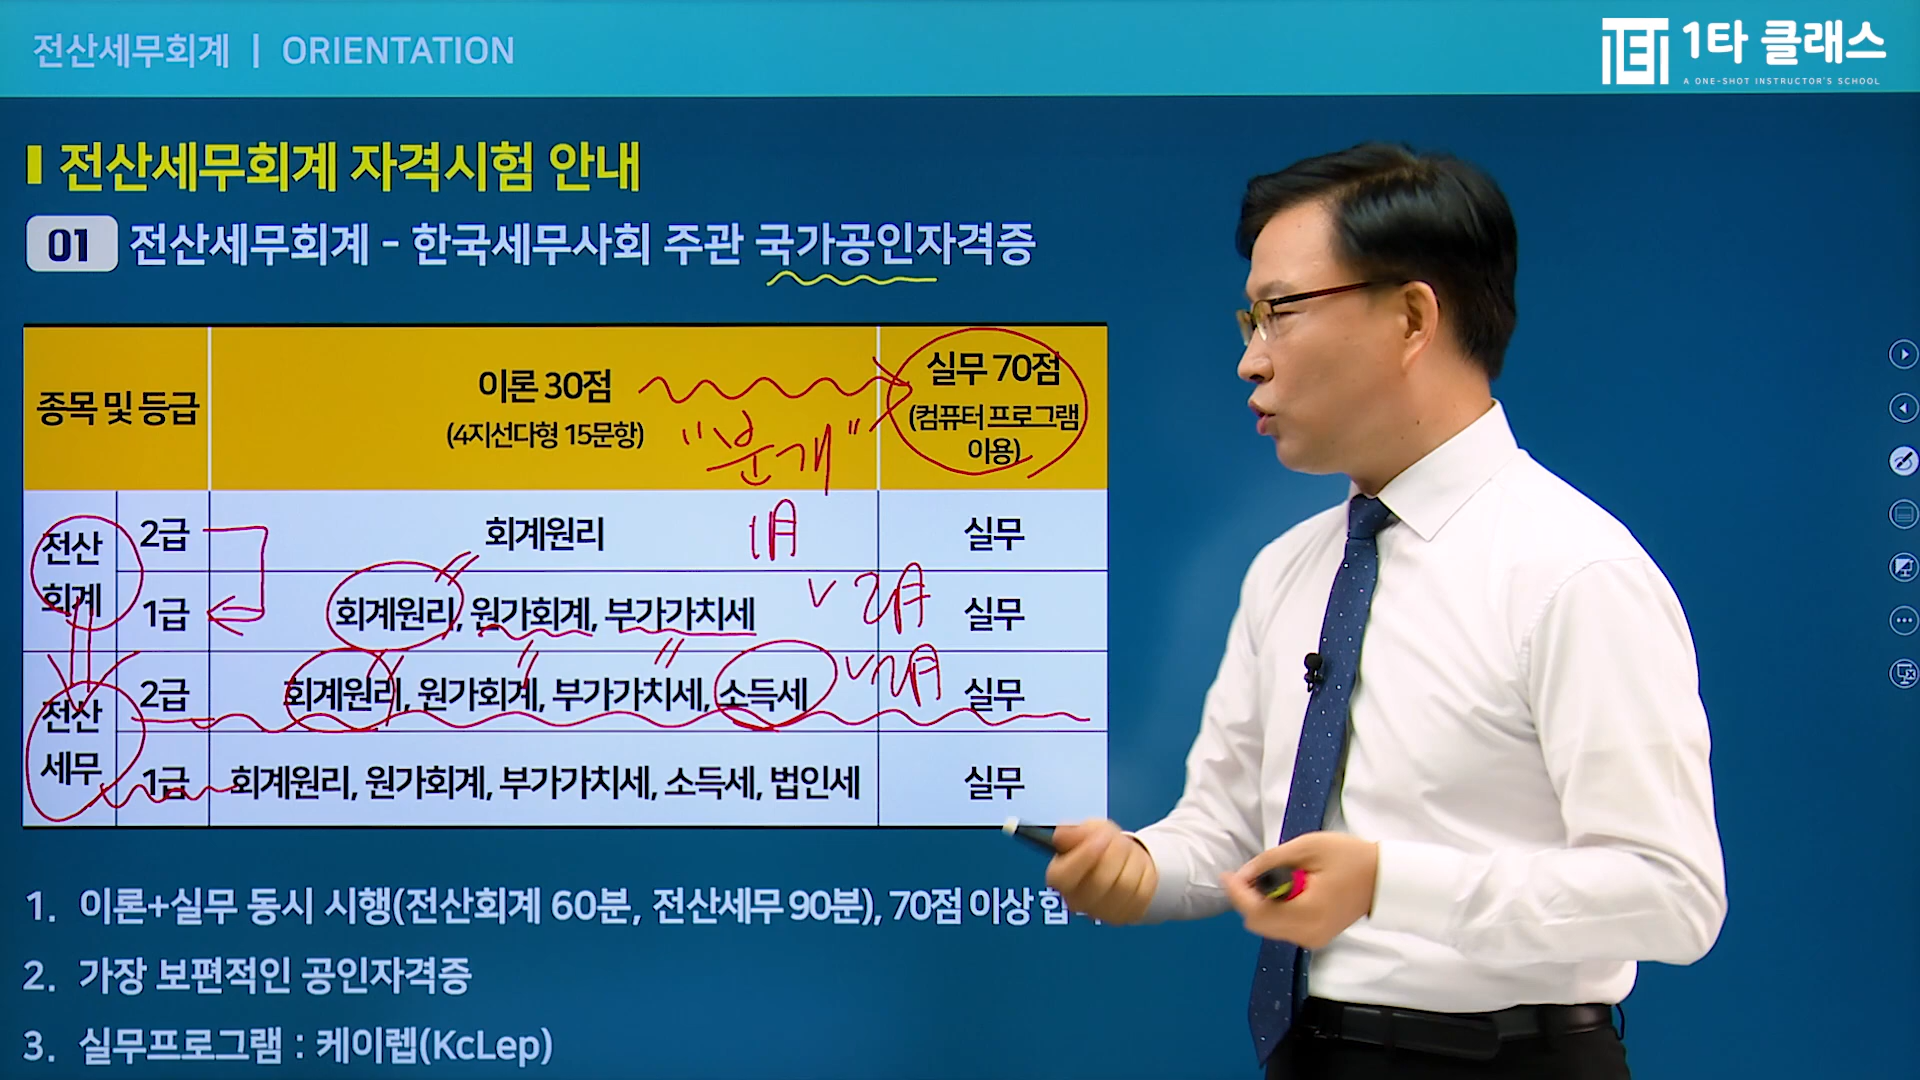 전산세무회계 | ORIENTATION
1타 클래스
A ONE-SHOT INSTRUCTOR'S SCHOOL
전산세무회계 자격시험 안내
01 전산세무회계 - 한국세무사회 주관 국가공인자격증
종목 및 등급
이론 30점
(4지선다형 15문항)
"분개"
실무 70점
(컴퓨터 프로그램
이용)
전산
회계
2급 회계원리 1月 실무
1급 회계원리, 원가회계, 부가가치세 2月 실무
전산
세무
2급 회계원리, 원가회계, 부가가치세, 소득세 2月 실무
1급 회계원리, 원가회계, 부가가치세, 소득세, 법인세 실무
1. 이론+실무 동시 시행(전산회계 60분, 전산세무 90분), 70점 이상
2. 가장 보편적인 공인자격증
3. 실무프로그램 : 케이렙(KcLep)